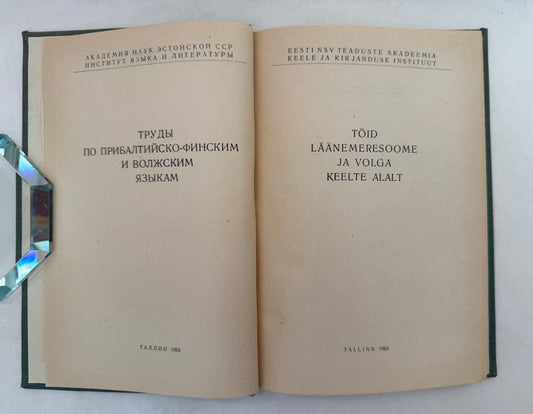 АКАДЕМИЯ НАУК ЭСТОНСКОЙ ССР
ИНСТИТУТ ЯЗЫКА И ЛИТЕРАТУРЫ
ТРУДЫ
ПО ПРИБАЛТИЙСКО-ФИНСКИМ
И ВОЛЖСКИМ
ЯЗЫКАМ
ТАЛЛИН 1964
EESTI NSV TEADUSTE AKADEEMIA
KEELE JA KIRJANDUSE INSTITUUT
TÖID
LÄÄNEMERESOOME
JA VOLGA
KEELTE ALALT
TALLINN 1964